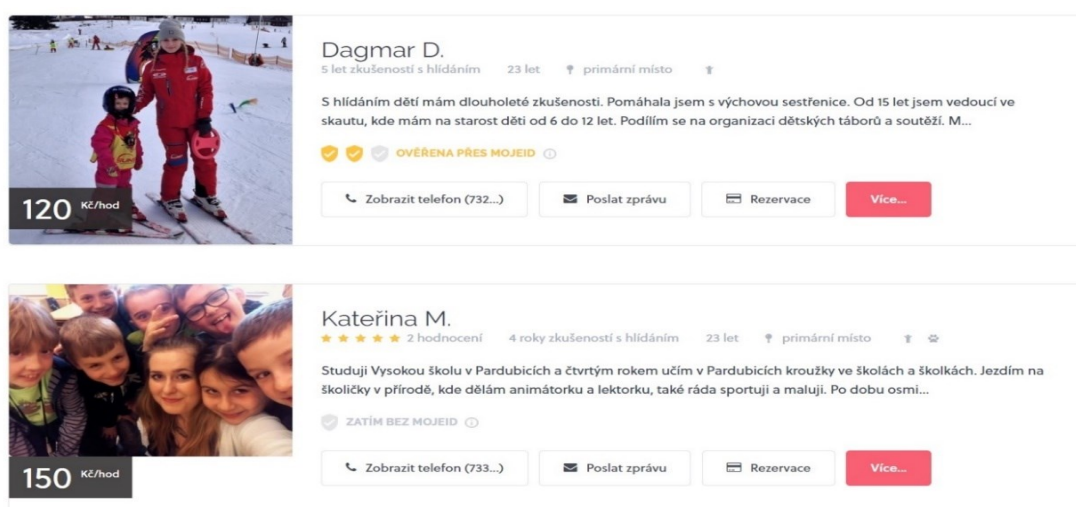 Dagmar D.
5 let zkušeností s hlídáním 23 let primární místo
S hlídáním dětí mám dlouholeté zkušenosti. Pomáhala jsem s výchovou sestřenice. Od 15 let jsem vedoucí ve
skautu, kde mám na starost děti od 6 do 12 let. Podílím se na organizaci dětských táborů a soutěží. M...
OVĚŘENA PŘES MOJEID
120 Kč/hod
Zobrazit telefon (732...) Poslat zprávu Rezervace Více...
Kateřina M.
2 hodnocení 4 roky zkušeností s hlídáním 23 let primární místo
Studuji Vysokou školu v Pardubicích a čtvrtým rokem učím v Pardubicích kroužky ve školách a školkách. Jezdím na
školičky v přírodě, kde dělám animátorku a lektorku, také ráda sportuji a maluji. Po dobu osmi...
ZATÍM BEZ MOJEID
150 Kč/hod
Zobrazit telefon (733...) Poslat zprávu Rezervace Více...